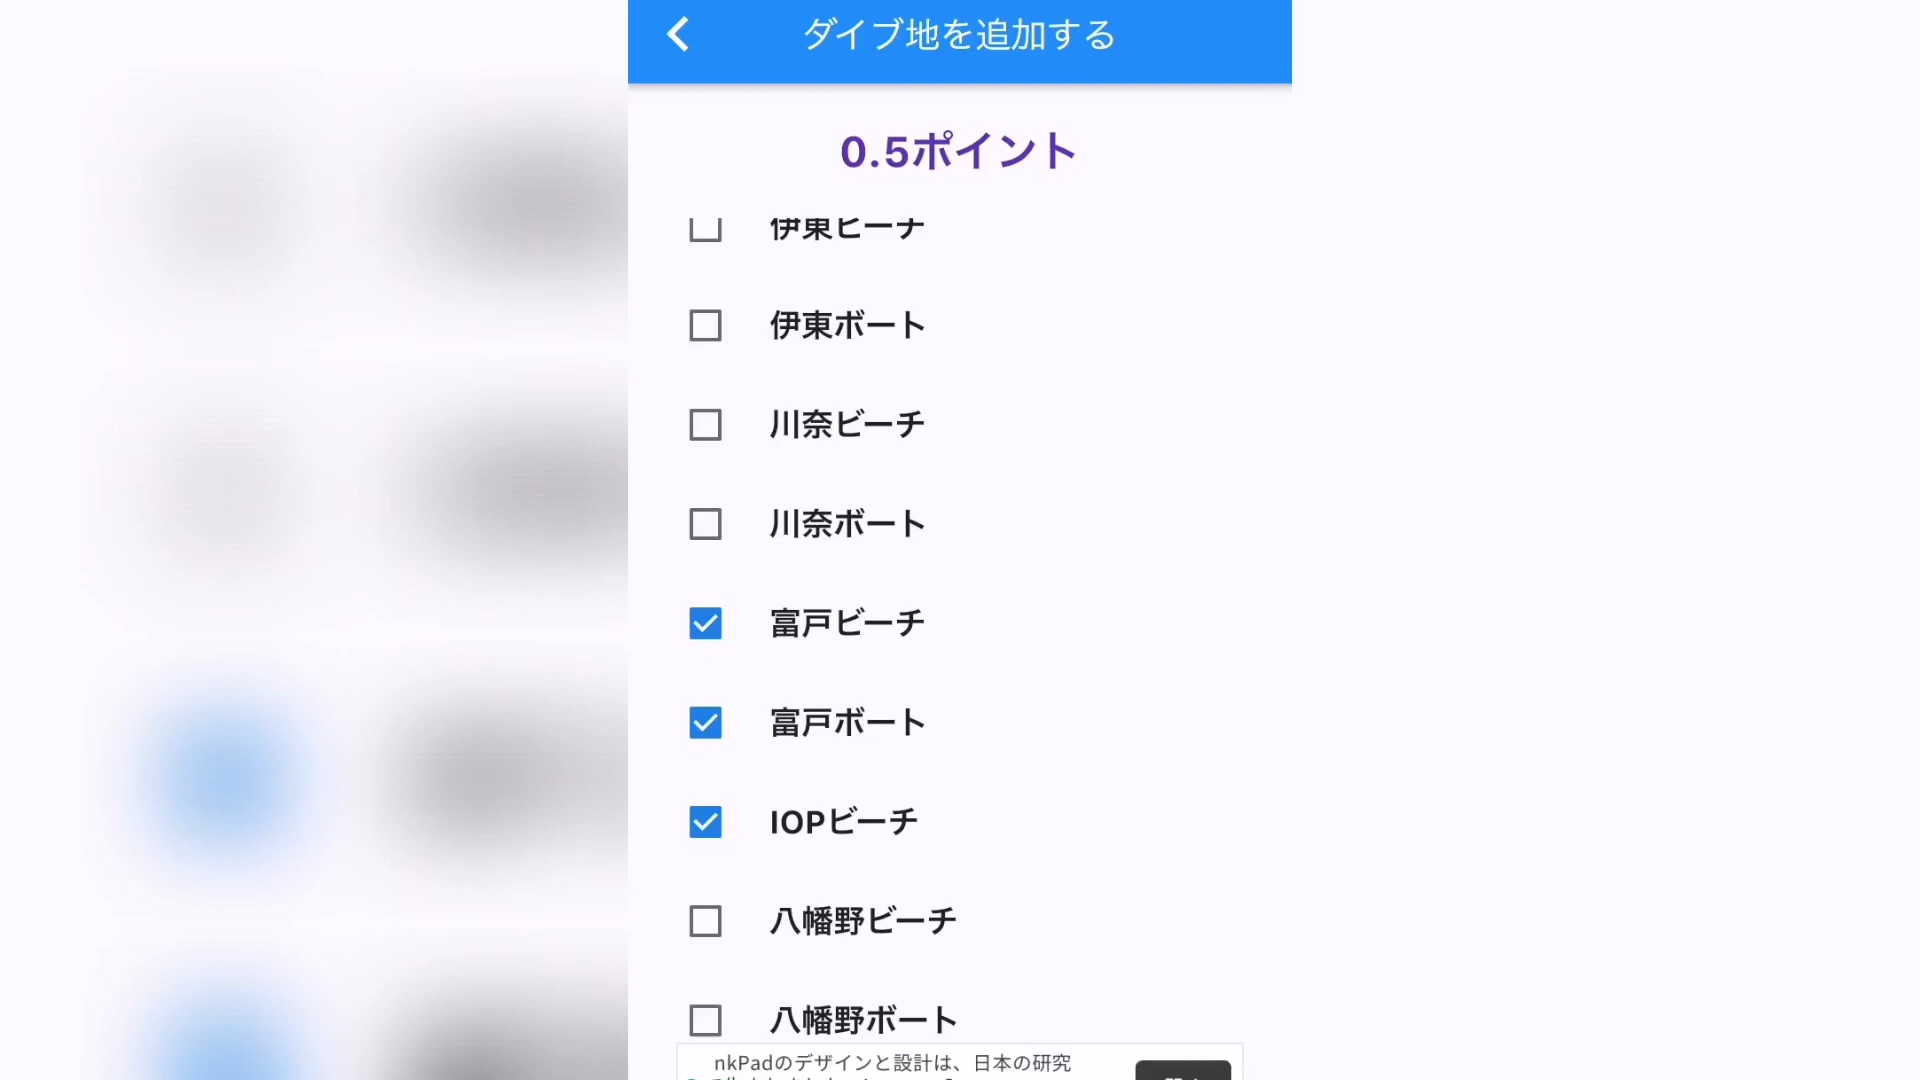 ダイブ地を追加する
0.5ポイント
伊東ビーチ
伊東ボート
川奈ビーチ
川奈ボート
富戸ビーチ
富戸ボート
IOPビーチ
八幡野ビーチ
八幡野ボート
nkPadのデザインと設計は、日本の研究